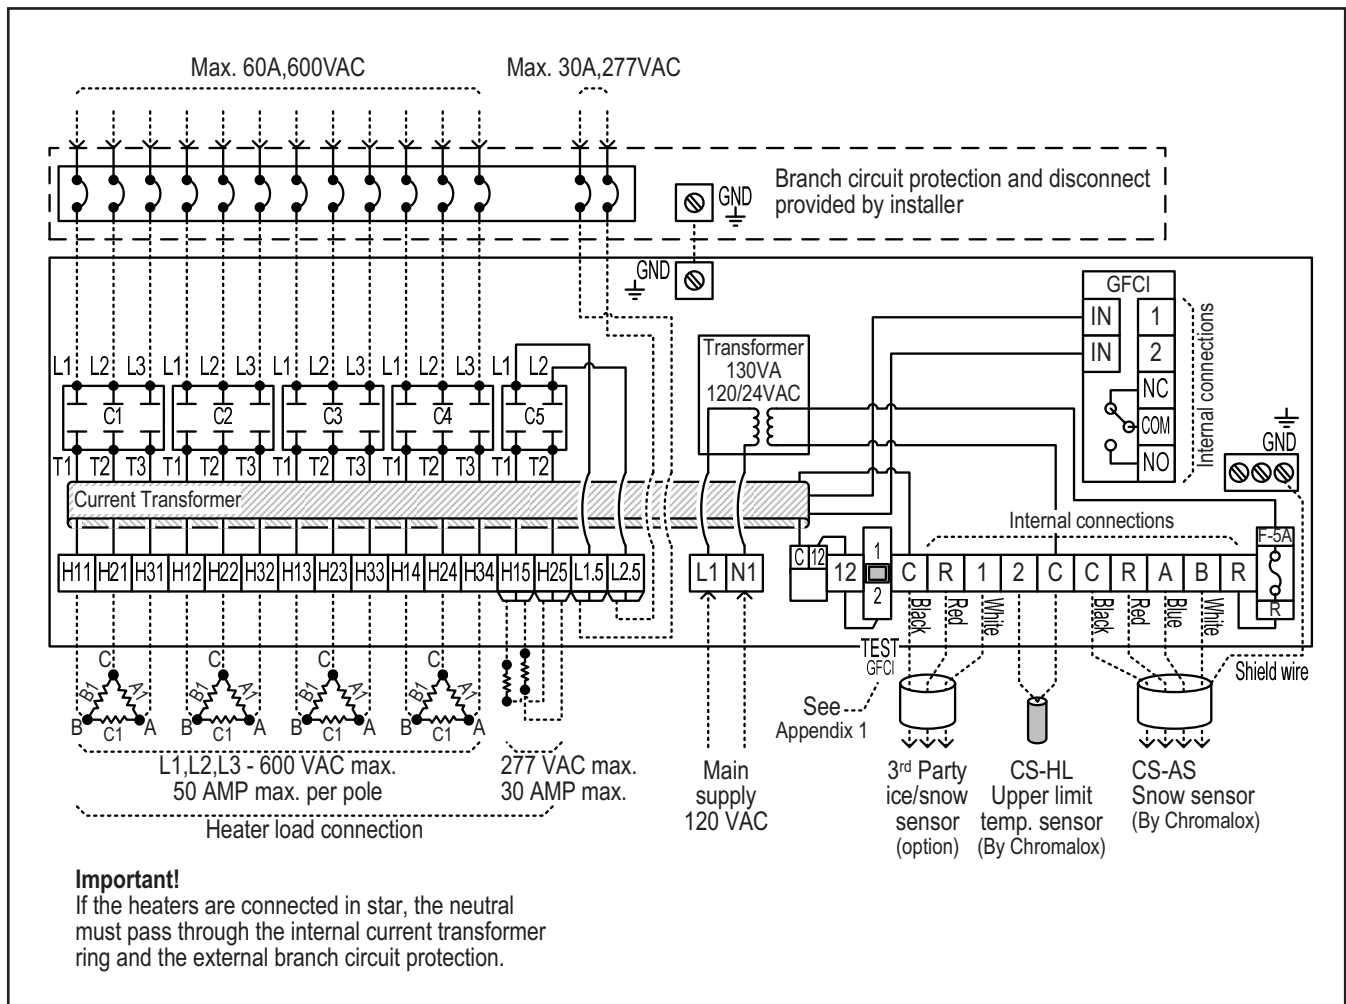 Max. 60A,600VAC
Max. 30A,277VAC
Branch circuit protection and disconnect
provided by installer
GND
GND
GFCI
IN 1
IN 2
NC
COM
NO
Internal connections
Transformer
130VA
120/24VAC
L1 L2 L3 L1 L2 L3 L1 L2 L3 L1 L2 L3 L1 L2
C1 C2 C3 C4 C5
T1 T2 T3 T1 T2 T3 T1 T2 T3 T1 T2 T3 T1 T2
GND
Current Transformer
Internal connections
F-5A
R
H11 H21 H31 H12 H22 H32 H13 H23 H33 H14 H24 H34 H15 H25 L1.5 L2.5
L1 N1
C 12
12
1
2
C R 1 2 C C R A B R
Black Red White Black Red Blue White
TEST
GFCI
Shield wire
C C C C
B1 A1 B1 A1 B1 A1 B1 A1
B A B A B A B A
C1 C1 C1 C1
See
Appendix 1
L1,L2,L3 - 600 VAC max.
50 AMP max. per pole
277 VAC max.
30 AMP max.
Heater load connection
Main
supply
120 VAC
3rd Party
ice/snow
sensor
(option)
CS-HL
Upper limit
temp. sensor
(By Chromalox)
CS-AS
Snow sensor
(By Chromalox)
Important!
If the heaters are connected in star, the neutral
must pass through the internal current transformer
ring and the external branch circuit protection.